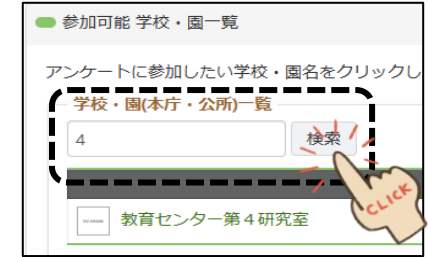 参加可能 学校・園一覧
アンケートに参加したい学校・園名をクリックし
学校・園(本庁・公所)一覧
4 検索
CLICK
教育センター第４研究室